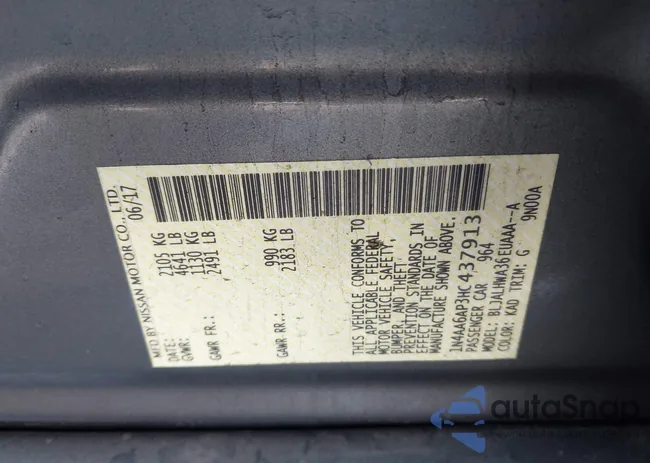 MFD BY NISSAN MOTOR CO., LTD.
06/17
GVWR: 2105 KG
4641 LB
GAWR FR: 1130 KG
2491 LB
GAWR RR: 990 KG
2183 LB
THIS VEHICLE CONFORMS TO
ALL APPLICABLE FEDERAL
MOTOR VEHICLE SAFETY,
BUMPER, AND THEFT
PREVENTION STANDARDS IN
EFFECT ON THE DATE OF
MANUFACTURE SHOWN ABOVE.
1N4AA6AP3HC437913
PASSENGER CAR 964
MODEL: BLJALHWA36EUAAA--A
COLOR: KAD TRIM: G 9N00A
autoSnap